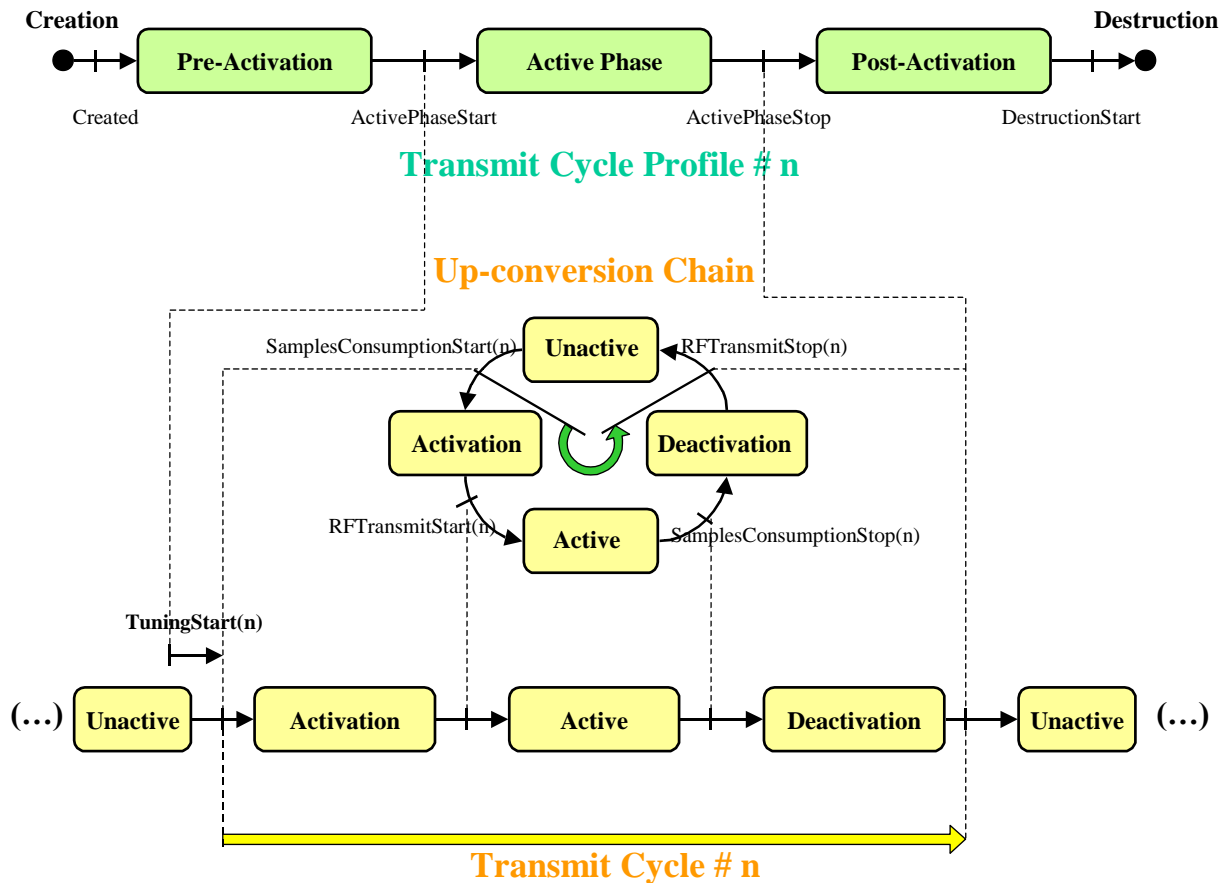 Creation
Destruction
Pre-Activation
Active Phase
Post-Activation
Created
ActivePhaseStart
ActivePhaseStop
DestructionStart
Transmit Cycle Profile # n
Up-conversion Chain
SamplesConsumptionStart(n)
Unactive
RFTransmitStop(n)
Activation
Deactivation
RFTransmitStart(n)
Active
SamplesConsumptionStop(n)
TuningStart(n)
(…)
Unactive
Activation
Active
Deactivation
Unactive
(…)
Transmit Cycle # n